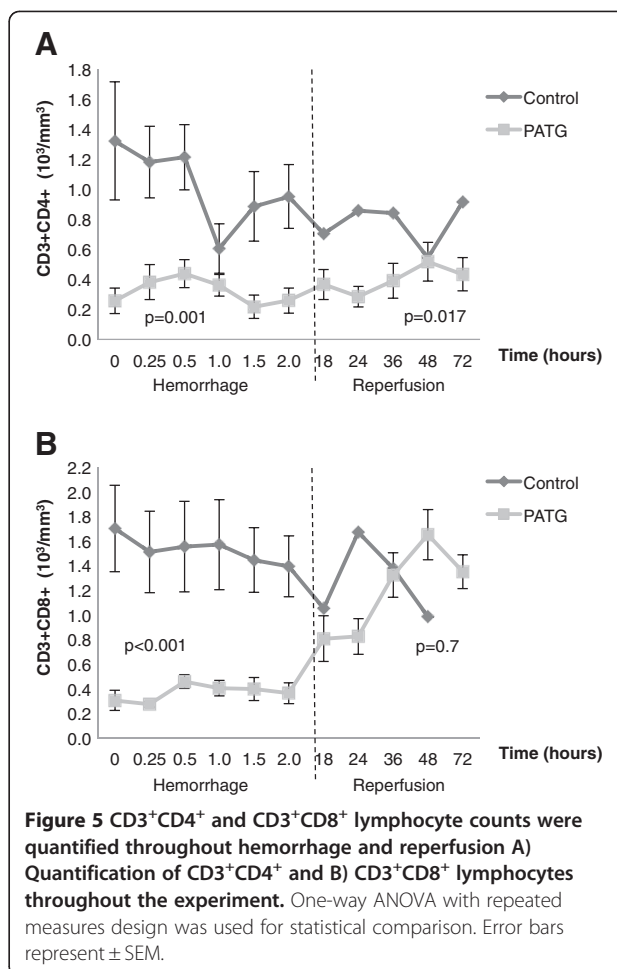 A
1.8
1.6
1.4
1.2
1.0
0.8
0.6
0.4
0.2
0.0
CD3+CD4+ (10³/mm³)
Control
PATG
p=0.001
p=0.017
0 0.25 0.5 1.0 1.5 2.0 18 24 36 48 72 Time (hours)
Hemorrhage Reperfusion
B
2.2
2.0
1.8
1.6
1.4
1.2
1.0
0.8
0.6
0.4
0.2
0.0
CD3+CD8+ (10³/mm³)
Control
PATG
p<0.001
p=0.7
0 0.25 0.5 1.0 1.5 2.0 18 24 36 48 72 Time (hours)
Hemorrhage Reperfusion
Figure 5 CD3⁺CD4⁺ and CD3⁺CD8⁺ lymphocyte counts were
quantified throughout hemorrhage and reperfusion A)
Quantification of CD3⁺CD4⁺ and B) CD3⁺CD8⁺ lymphocytes
throughout the experiment. One-way ANOVA with repeated
measures design was used for statistical comparison. Error bars
represent ± SEM.